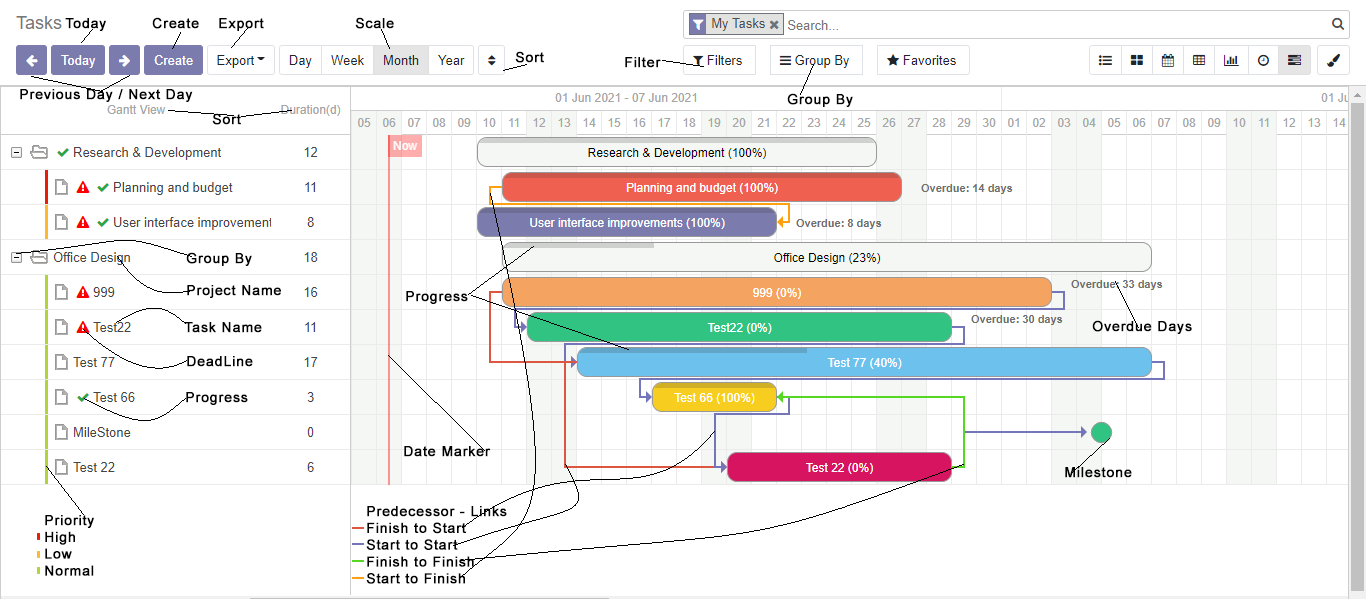 Tasks Today Create Export Scale
My Tasks Search...
Today Create Export Day Week Month Year Sort
Filter Filters Group By Favorites
Previous Day / Next Day
Gantt View Duration(d)
Sort
Group By
01 Jun 2021 - 07 Jun 2021 01 Ju
05 06 07 08 09 10 11 12 13 14 15 16 17 18 19 20 21 22 23 24 25 26 27 28 29 30 01 02 03 04 05 06 07 08 09 10 11 12 13 14
Now
Research & Development 12 Research & Development (100%)
Planning and budget 11 Planning and budget (100%) Overdue: 14 days
User interface improvement 8 User interface improvements (100%) Overdue: 8 days
Office Design Group By 18 Office Design (23%)
999 Project Name 16 Progress 999 (0%) Overdue: 33 days
Test22 Task Name 11 Test22 (0%) Overdue: 30 days Overdue Days
Test 77 DeadLine 17 Test 77 (40%)
Test 66 Progress 3 Test 66 (100%)
MileStone 0
Date Marker
Test 22 6 Test 22 (0%) Milestone
Priority
High
Low
Normal
Predecessor - Links
Finish to Start
Start to Start
Finish to Finish
Start to Finish